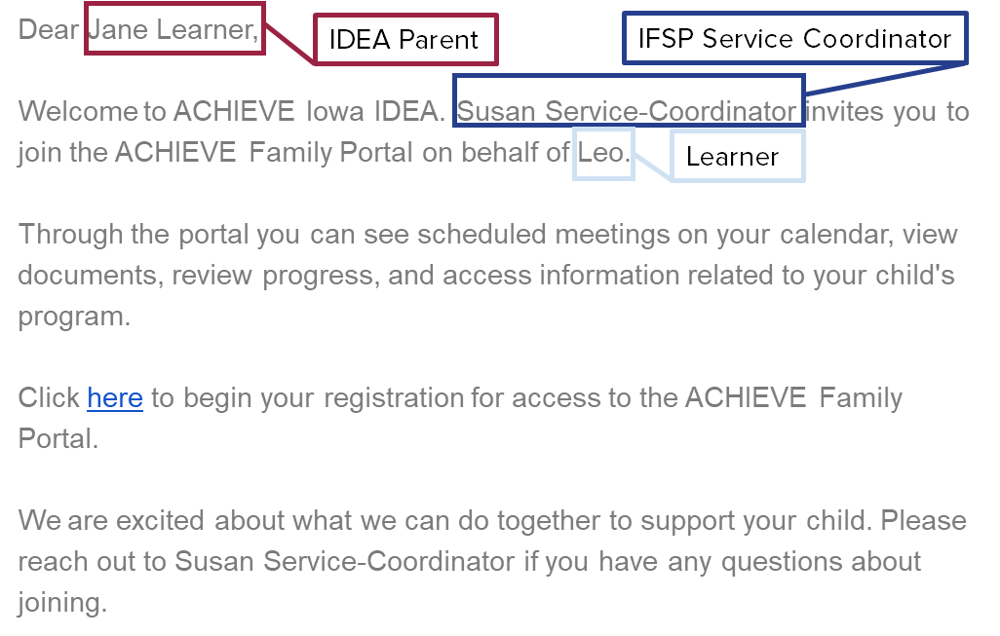 Dear Jane Learner,
IDEA Parent
IFSP Service Coordinator
Welcome to ACHIEVE Iowa IDEA. Susan Service-Coordinator invites you to
join the ACHIEVE Family Portal on behalf of Leo.
Learner
Through the portal you can see scheduled meetings on your calendar, view
documents, review progress, and access information related to your child's
program.
Click here to begin your registration for access to the ACHIEVE Family
Portal.
We are excited about what we can do together to support your child. Please
reach out to Susan Service-Coordinator if you have any questions about
joining.